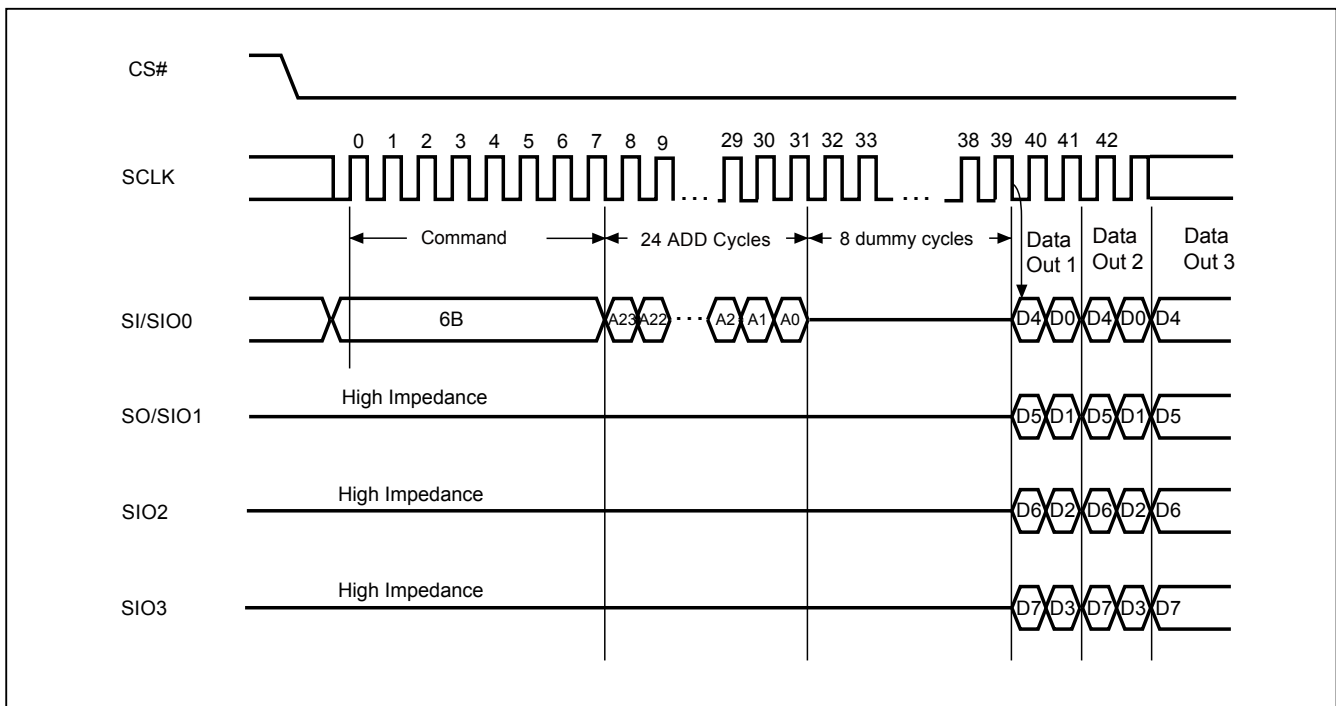 CS#
0 1 2 3 4 5 6 7 8 9 29 30 31 32 33 38 39 40 41 42
SCLK
Command 24 ADD Cycles 8 dummy cycles Data Out 1 Data Out 2 Data Out 3
SI/SIO0 6B A23 A22 A2 A1 A0 D4 D0 D4 D0 D4
High Impedance
SO/SIO1 D5 D1 D5 D1 D5
High Impedance
SIO2 D6 D2 D6 D2 D6
High Impedance
SIO3 D7 D3 D7 D3 D7